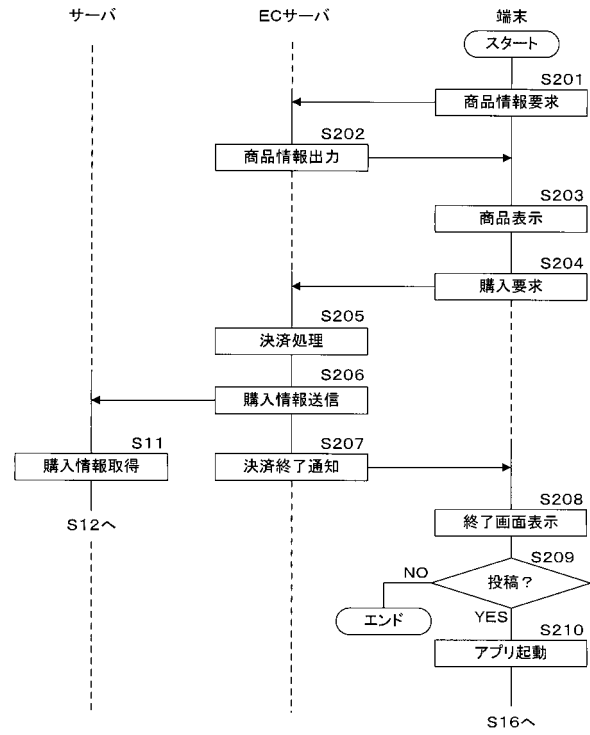 サーバ
ECサーバ
端末
スタート
S201
商品情報要求
S202
商品情報出力
S203
商品表示
S204
購入要求
S205
決済処理
S206
購入情報送信
S11
購入情報取得
S207
決済終了通知
S12へ
S208
終了画面表示
S209
投稿？
NO
エンド
YES
S210
アプリ起動
S16へ